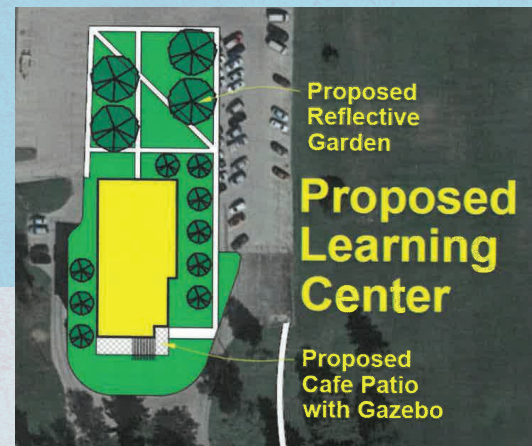 Proposed
Reflective
Garden
Proposed
Learning
Center
Proposed
Cafe Patio
with Gazebo